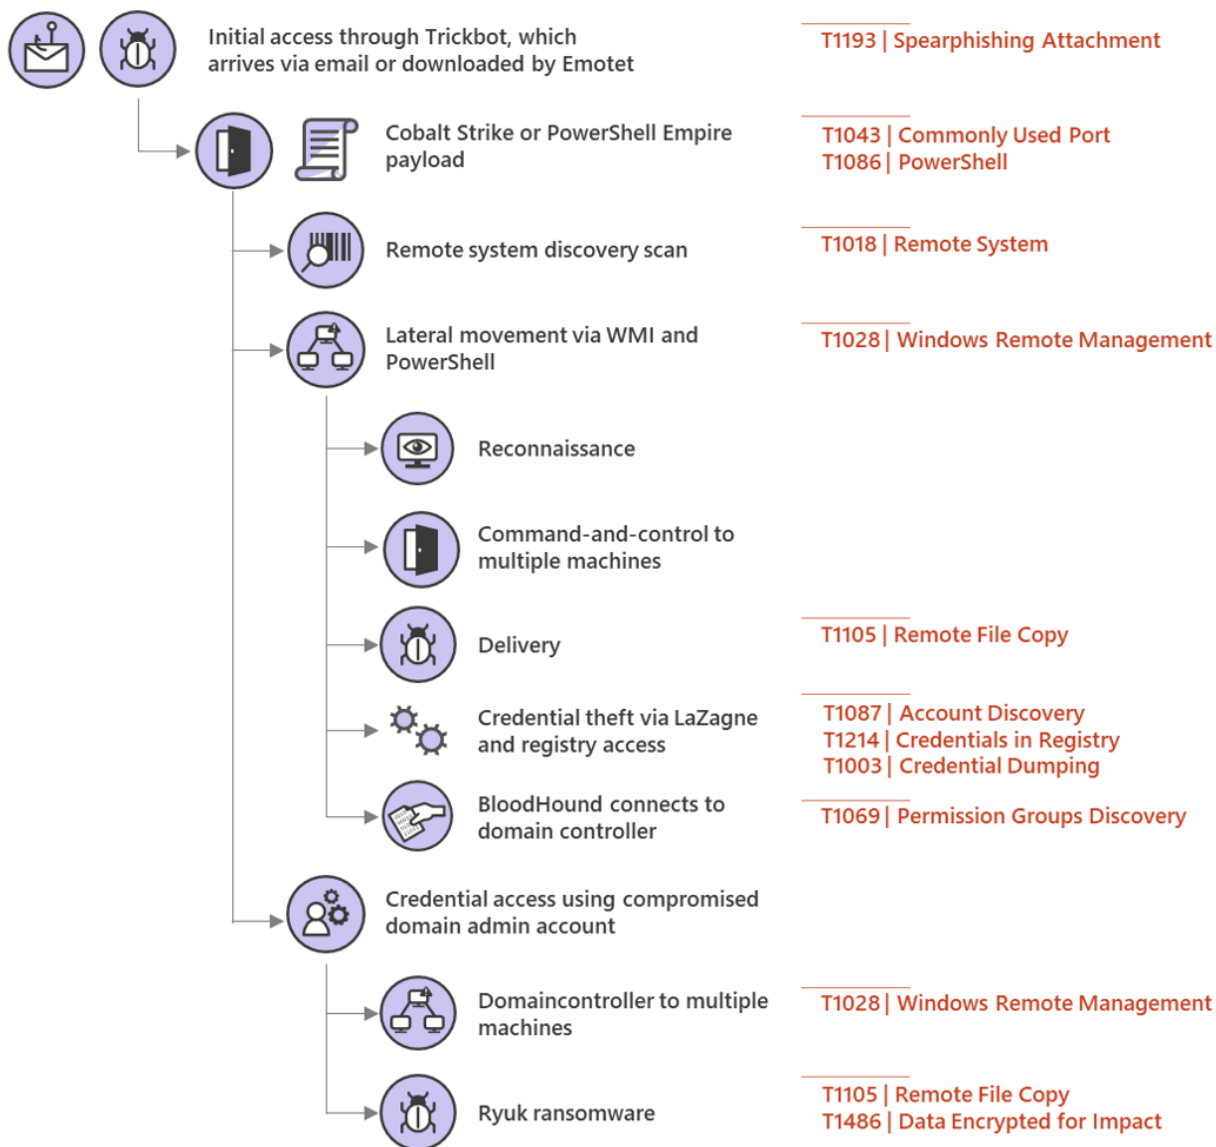 Initial access through Trickbot, which
arrives via email or downloaded by Emotet
T1193 | Spearphishing Attachment
Cobalt Strike or PowerShell Empire
payload
T1043 | Commonly Used Port
T1086 | PowerShell
Remote system discovery scan
T1018 | Remote System
Lateral movement via WMI and
PowerShell
T1028 | Windows Remote Management
Reconnaissance
Command-and-control to
multiple machines
Delivery
T1105 | Remote File Copy
Credential theft via LaZagne
and registry access
T1087 | Account Discovery
T1214 | Credentials in Registry
T1003 | Credential Dumping
BloodHound connects to
domain controller
T1069 | Permission Groups Discovery
Credential access using compromised
domain admin account
Domaincontroller to multiple
machines
T1028 | Windows Remote Management
Ryuk ransomware
T1105 | Remote File Copy
T1486 | Data Encrypted for Impact